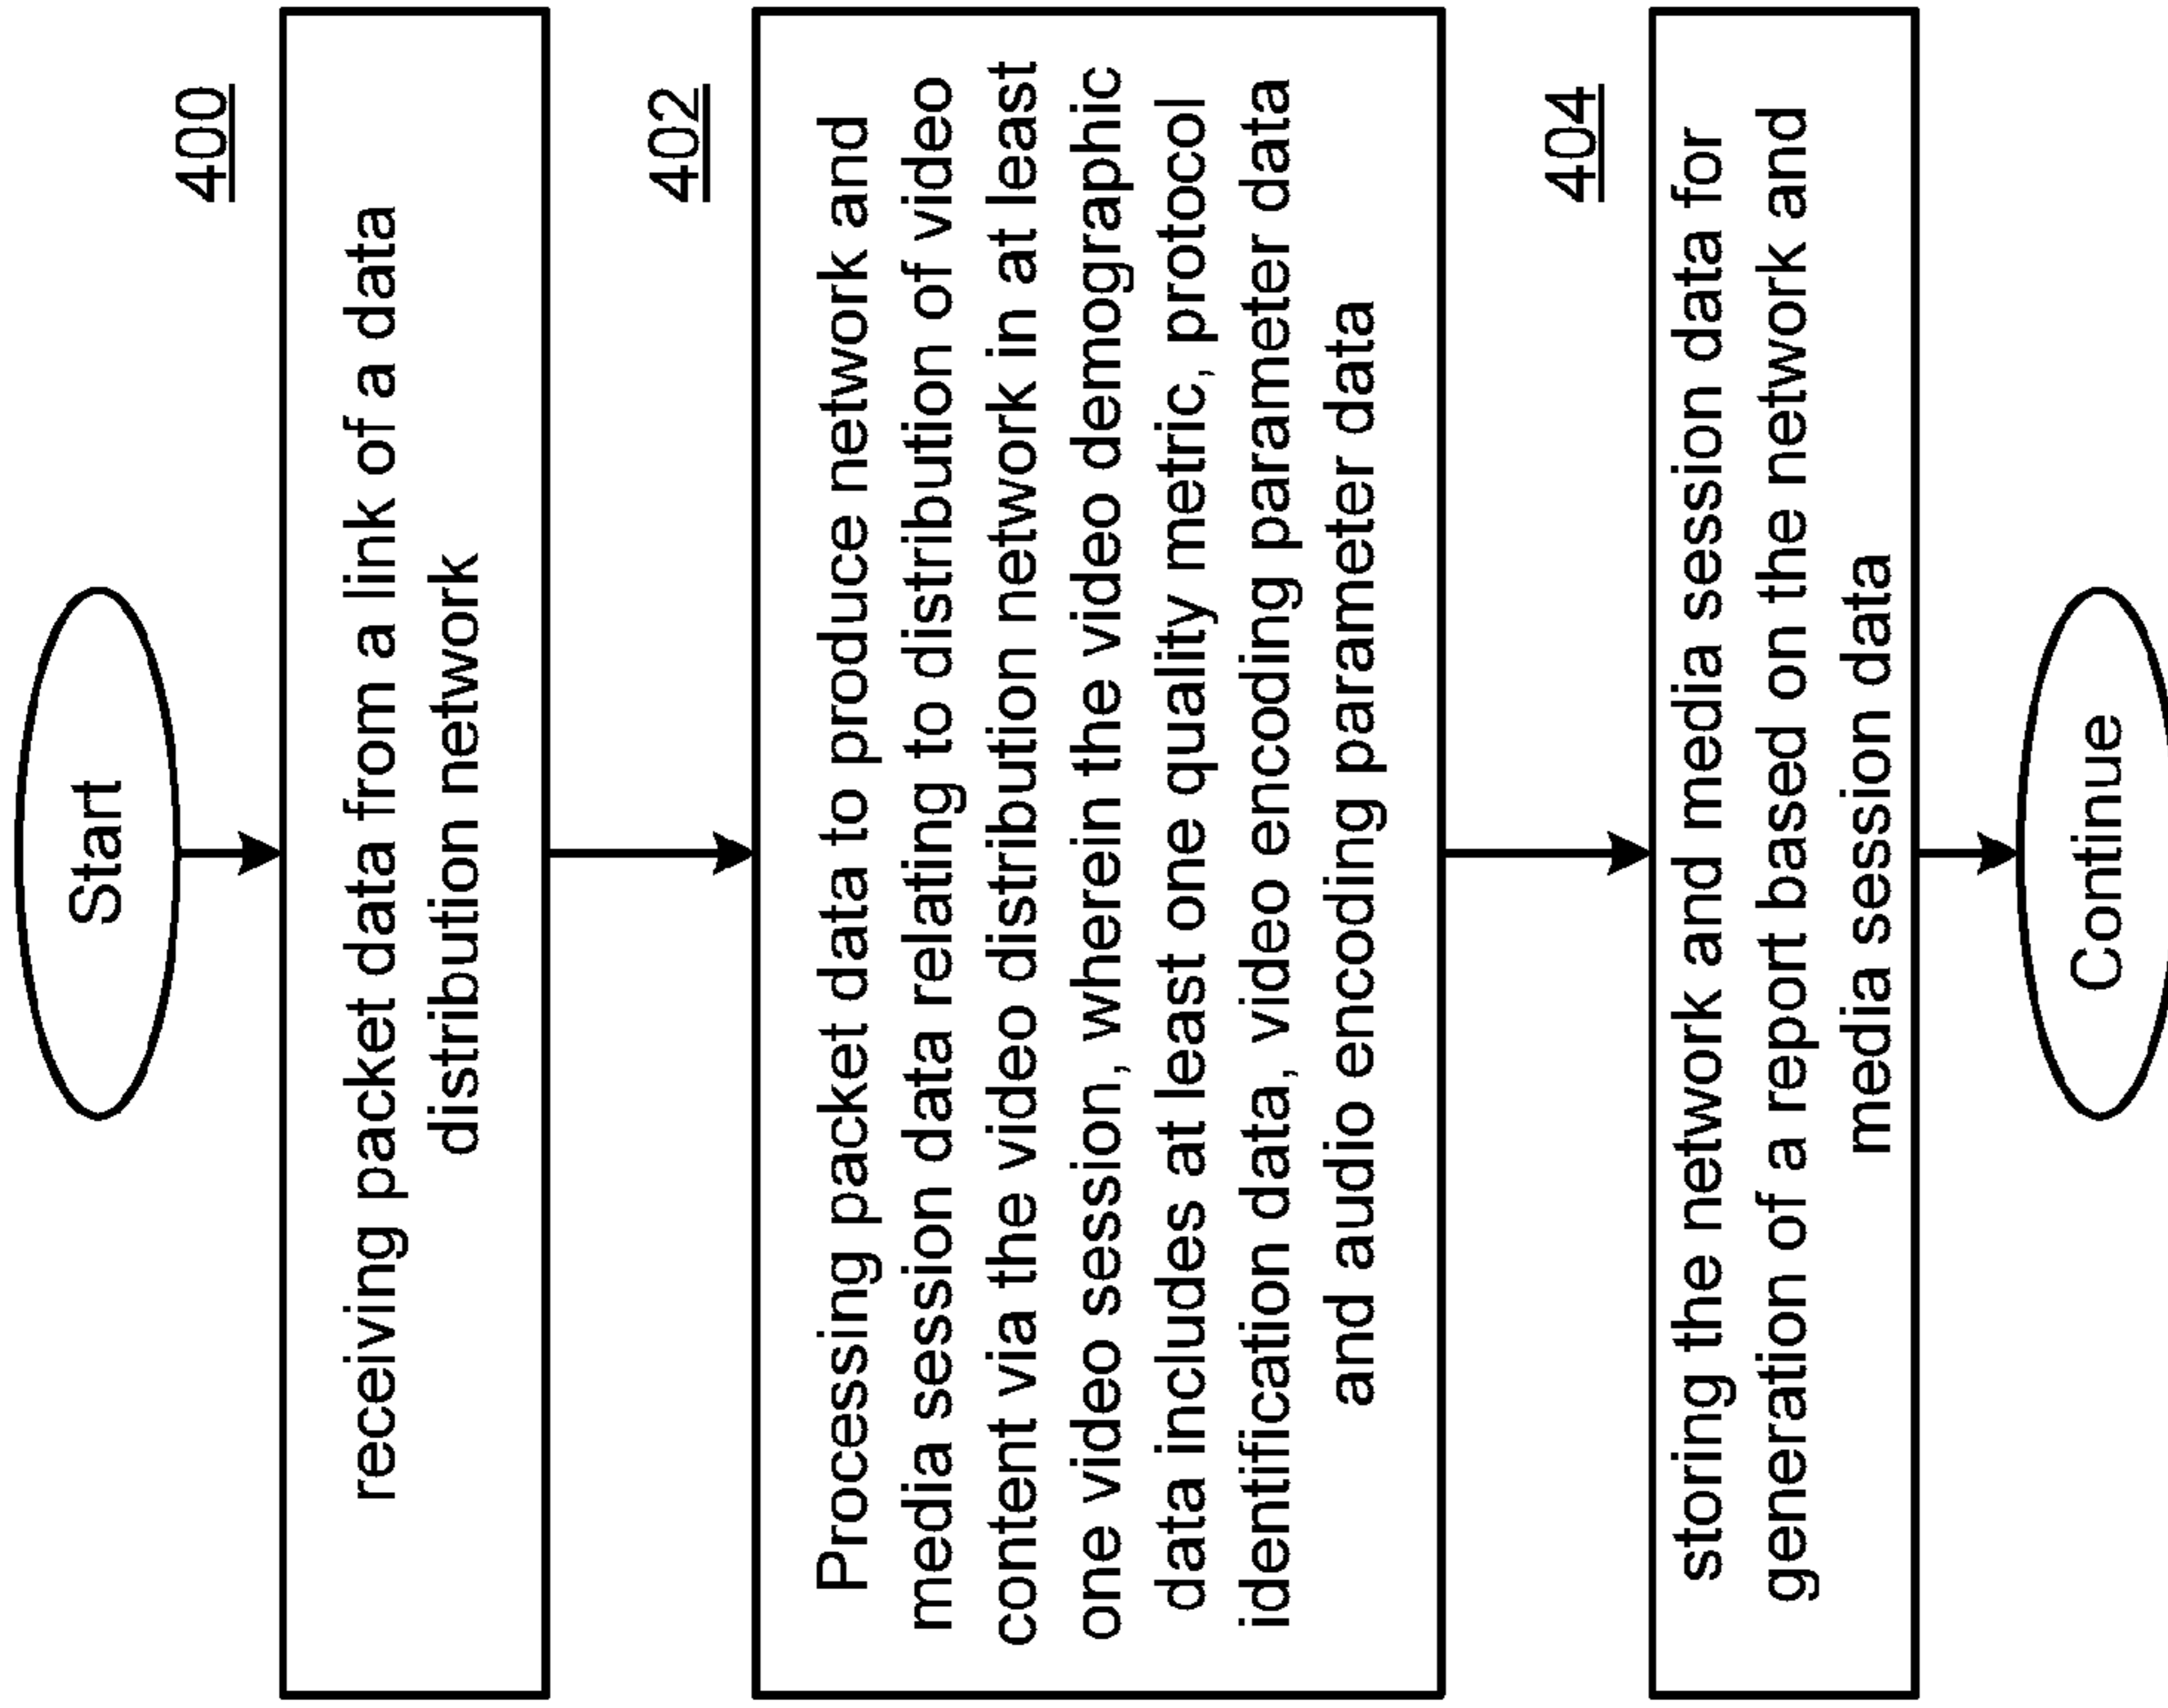 Start
400
receiving packet data from a link of a data
distribution network
402
Processing packet data to produce network and
media session data relating to distribution of video
content via the video distribution network in at least
one video session, wherein the video demographic
data includes at least one quality metric, protocol
identification data, video encoding parameter data
and audio encoding parameter data
404
storing the network and media session data for
generation of a report based on the network and
media session data
Continue